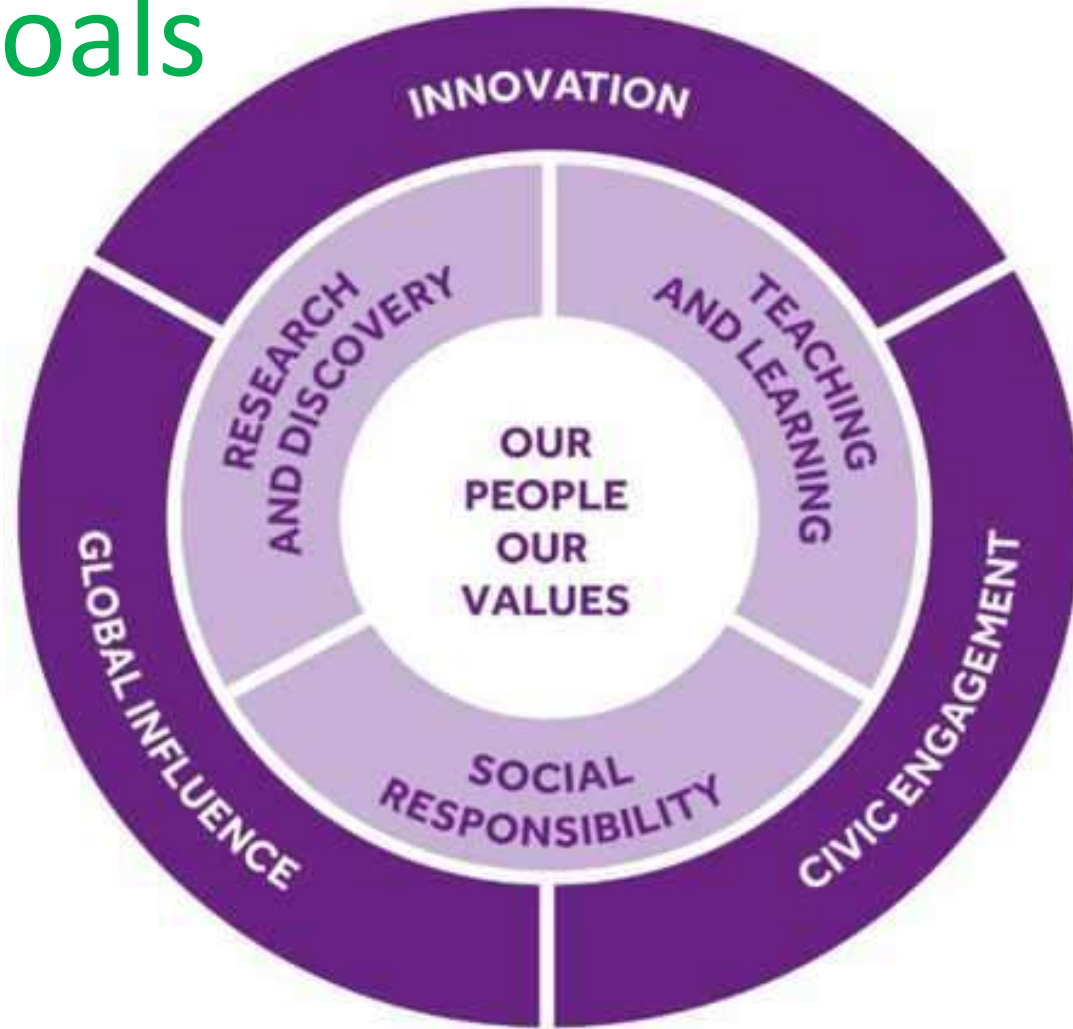 oals
INNOVATION
RESEARCH
AND DISCOVERY
TEACHING
AND LEARNING
OUR
PEOPLE
OUR
VALUES
SOCIAL
RESPONSIBILITY
GLOBAL INFLUENCE
CIVIC ENGAGEMENT